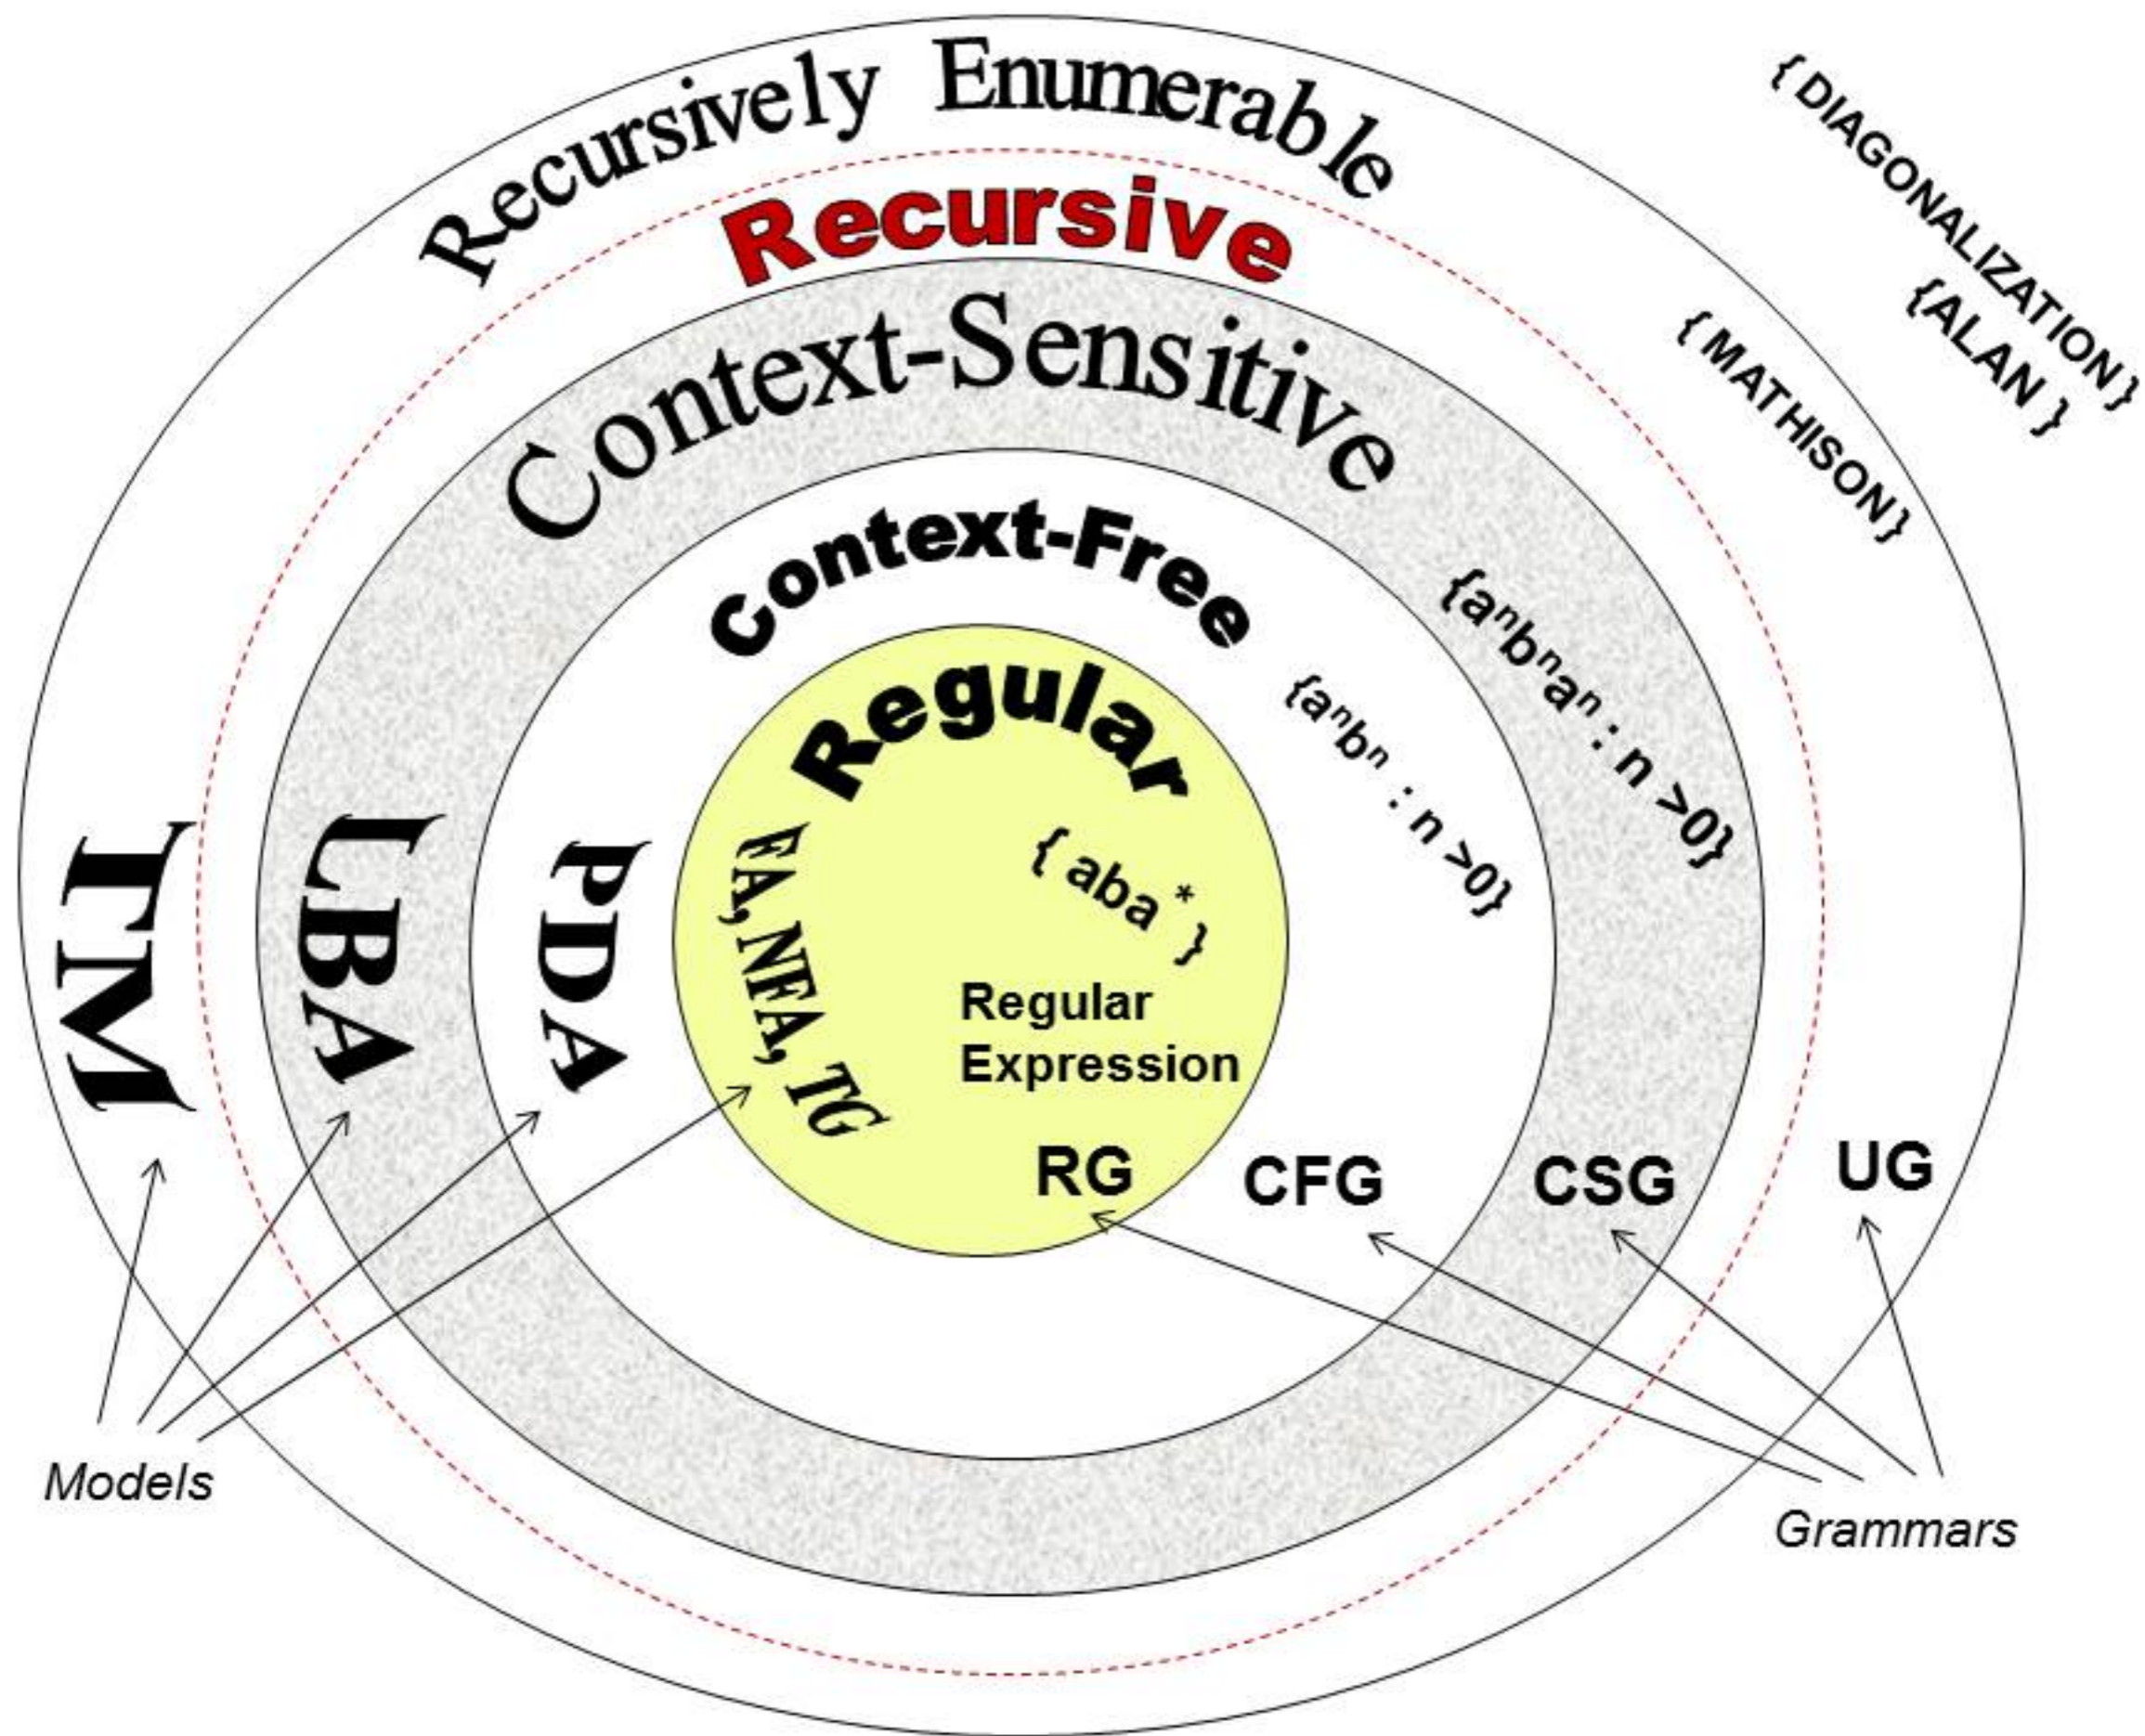 Recursively Enumerable
Recursive
Context-Sensitive
Context-Free
Regular
{ DIAGONALIZATION }
{ALAN }
{ MATHISON }
{aⁿbⁿaⁿ : n >0}
{aⁿbⁿ : n >0}
{ aba* }
TM
LBA
PDA
FA, NFA, TG
Regular
Expression
RG
CFG
CSG
UG
Models
Grammars